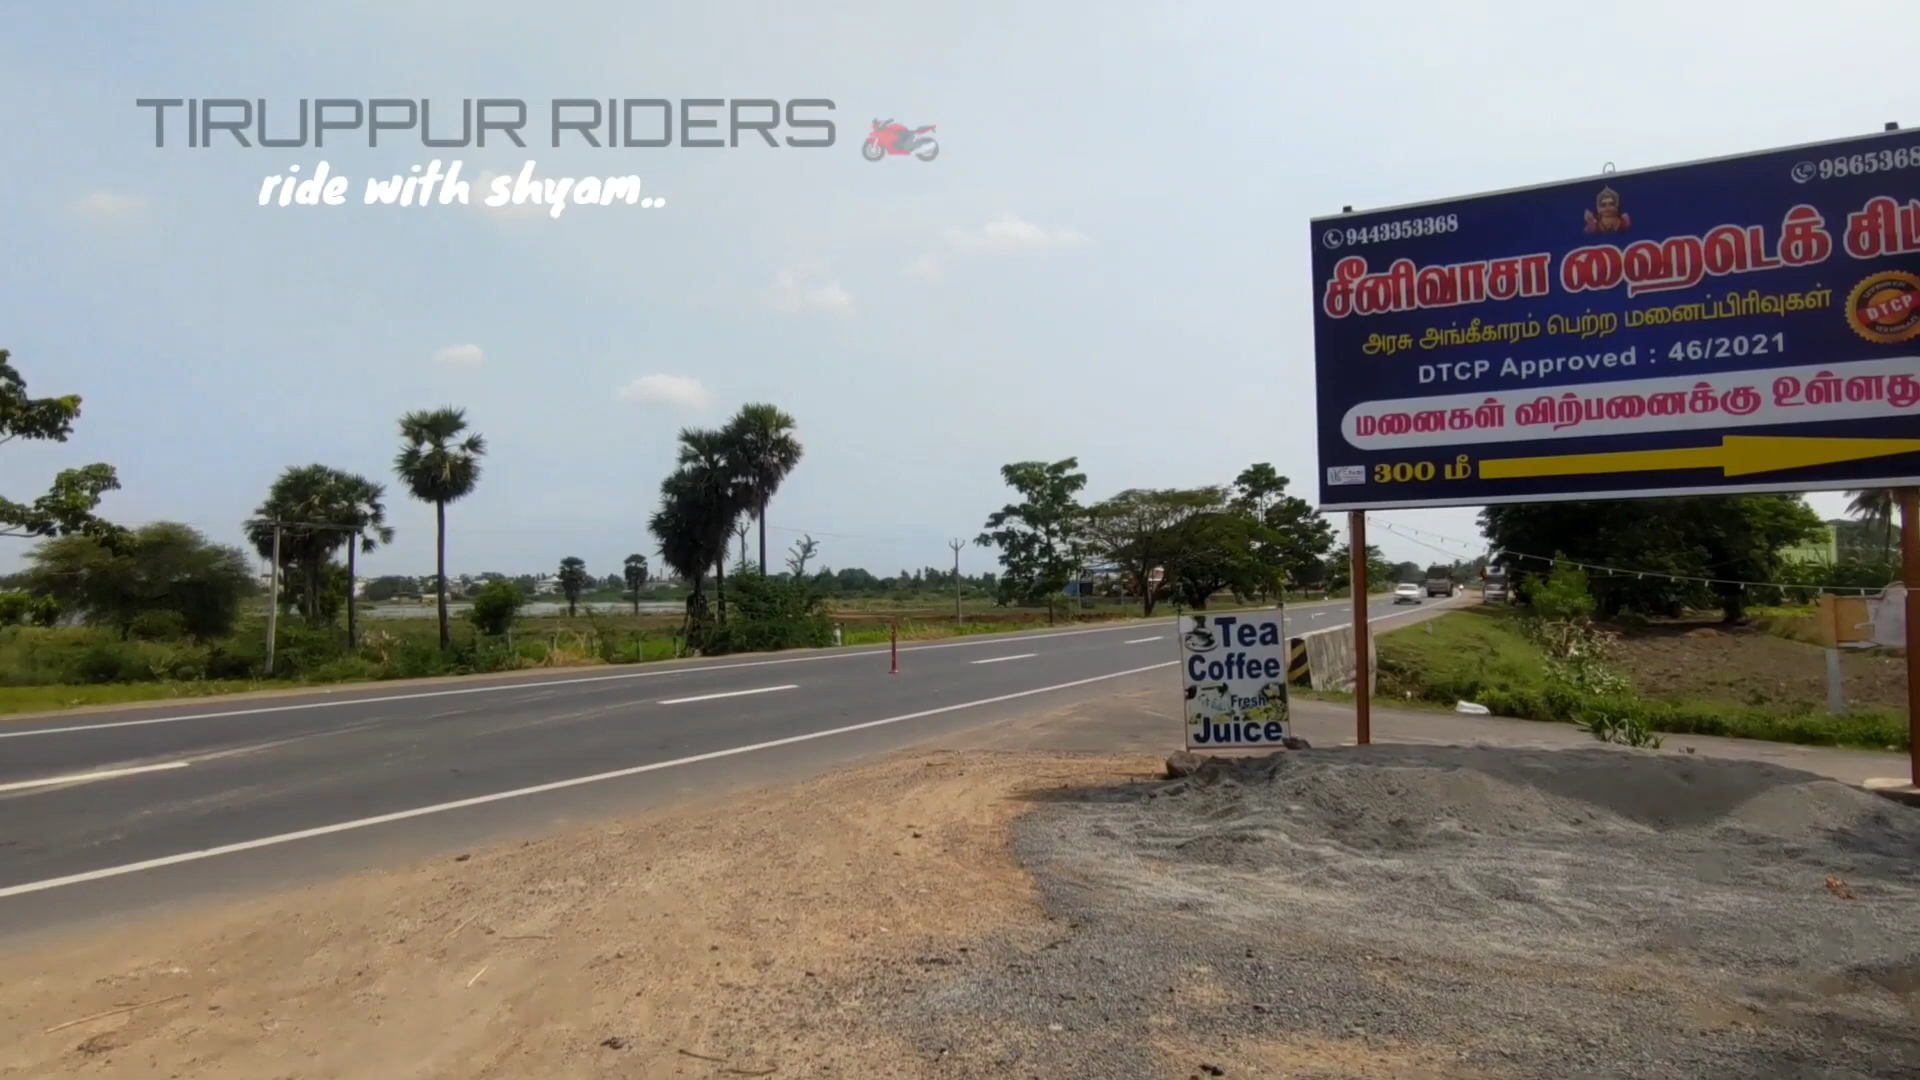 TIRUPPUR RIDERS
ride with shyam..
9443353368
9865368
சீனிவாசா ஹைடெக் சிட்
அரசு அங்கீகாரம் பெற்ற மனைப்பிரிவுகள்
DTCP
DTCP Approved : 46/2021
மனைகள் விற்பனைக்கு உள்ளது
300 மீ
Tea
Coffee
Fresh
Juice